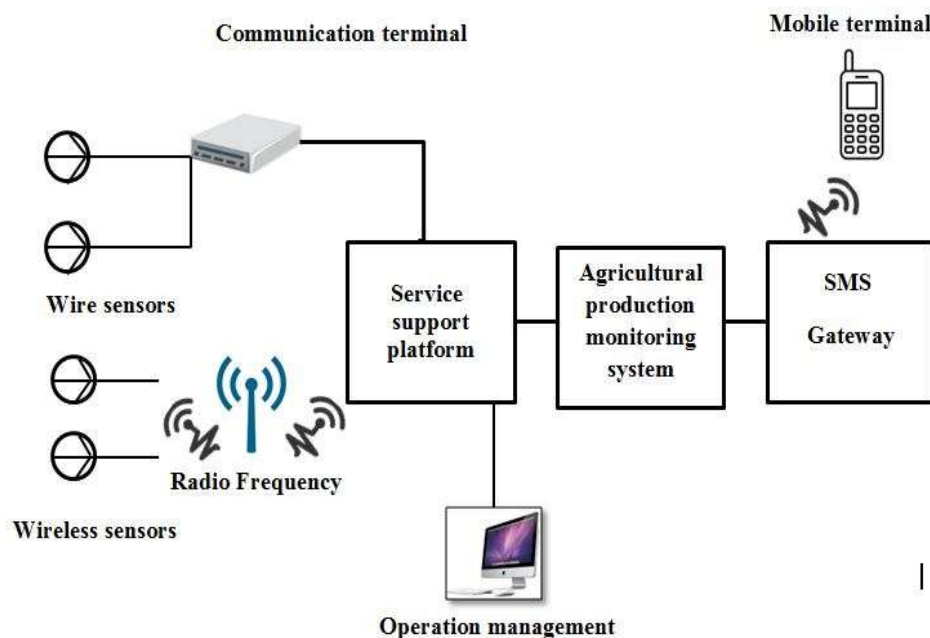 Communication terminal
Mobile terminal
Wire sensors
Service
support
platform
Agricultural
production
monitoring
system
SMS
Gateway
Radio Frequency
Wireless sensors
Operation management